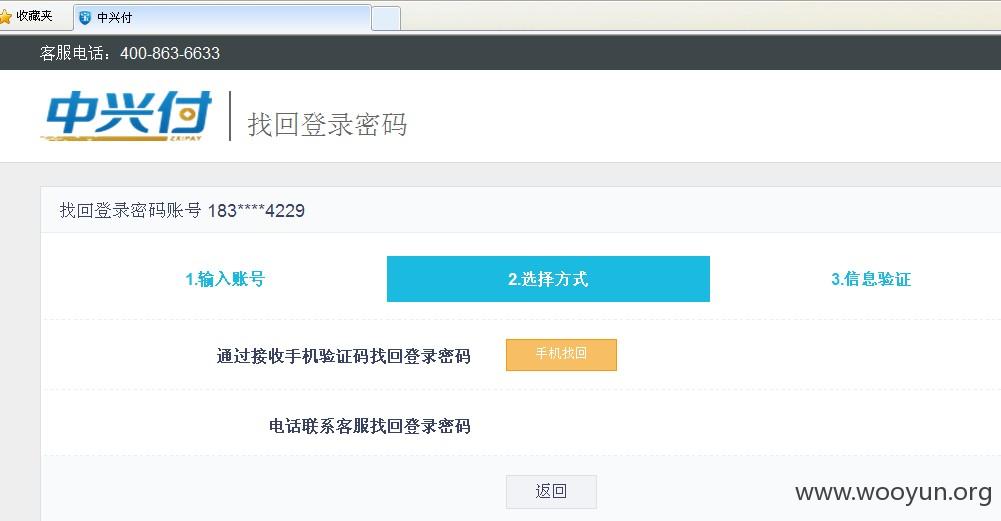 收藏夹
中兴付
客服电话：400-863-6633
中兴付 ZXIPAY
找回登录密码
找回登录密码账号 183****4229
1.输入账号
2.选择方式
3.信息验证
通过接收手机验证码找回登录密码
手机找回
电话联系客服找回登录密码
返回
www.wooyun.org